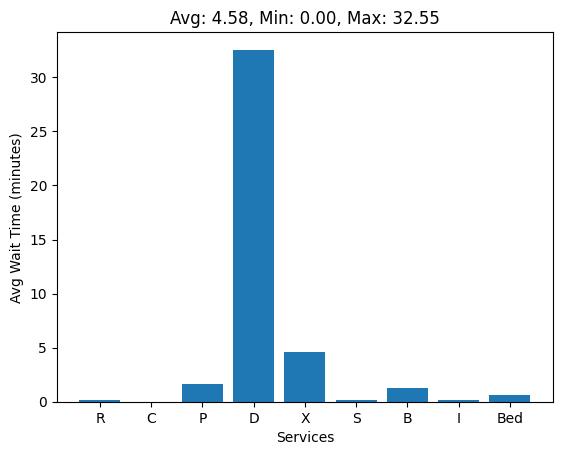 Avg: 4.58, Min: 0.00, Max: 32.55
Avg Wait Time (minutes)
30
25
20
15
10
5
0
R C P D X S B I Bed
Services